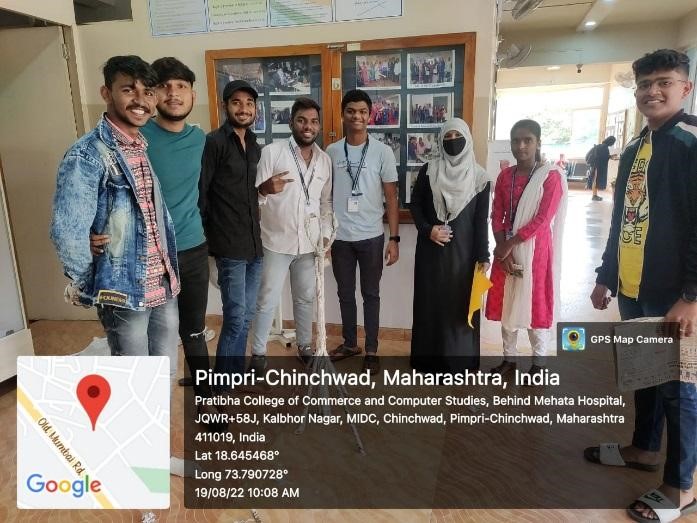 GPS Map Camera
Pimpri-Chinchwad, Maharashtra, India
Pratibha College of Commerce and Computer Studies, Behind Mehata Hospital,
JQWR+58J, Kalbhor Nagar, MIDC, Chinchwad, Pimpri-Chinchwad, Maharashtra
411019, India
Lat 18.645468°
Long 73.790728°
19/08/22 10:08 AM
Old Mumbai Rd
Google